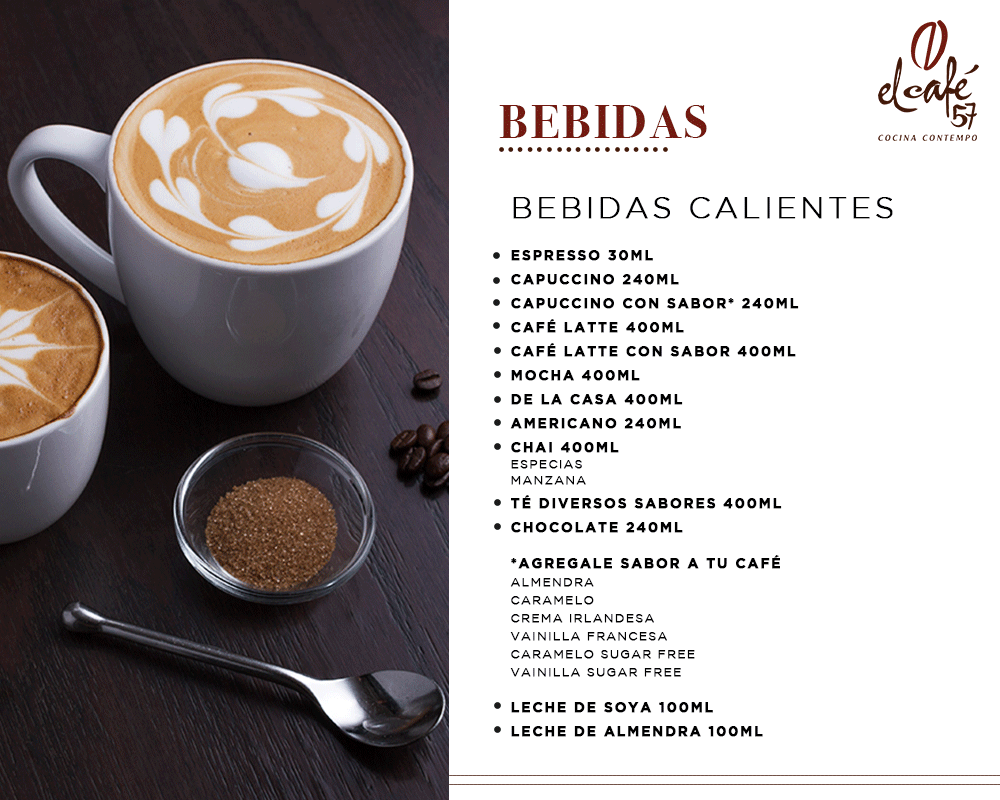 el café
57
COCINA CONTEMPO
BEBIDAS
BEBIDAS CALIENTES
• ESPRESSO 30ML
• CAPUCCINO 240ML
• CAPUCCINO CON SABOR* 240ML
• CAFÉ LATTE 400ML
• CAFÉ LATTE CON SABOR 400ML
• MOCHA 400ML
• DE LA CASA 400ML
• AMERICANO 240ML
• CHAI 400ML
ESPECIAS
MANZANA
• TÉ DIVERSOS SABORES 400ML
• CHOCOLATE 240ML
*AGREGALE SABOR A TU CAFÉ
ALMENDRA
CARAMELO
CREMA IRLANDESA
VAINILLA FRANCESA
CARAMELO SUGAR FREE
VAINILLA SUGAR FREE
• LECHE DE SOYA 100ML
• LECHE DE ALMENDRA 100ML